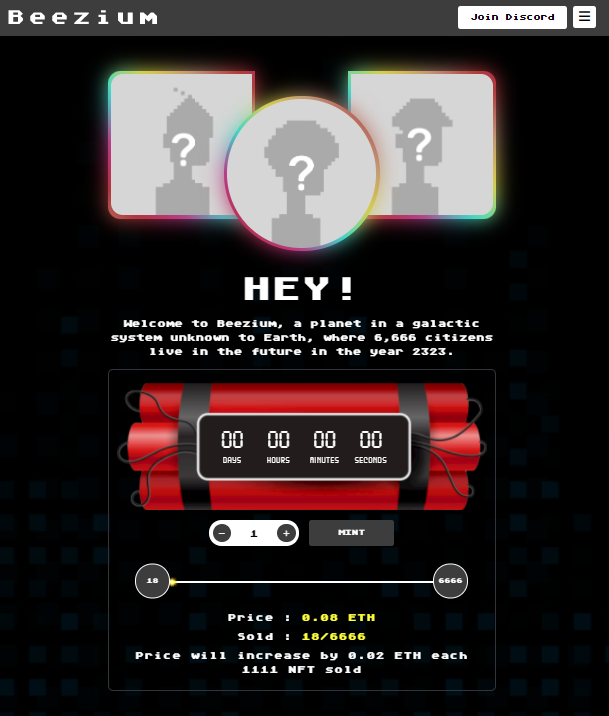 Beezium
Join Discord
?
?
?
HEY!
Welcome to Beezium, a planet in a galactic
system unknown to Earth, where 6,666 citizens
live in the future in the year 2323.
00 00 00 00
DAYS HOURS MINUTES SECONDS
− 1 + MINT
18 6666
Price : 0.08 ETH
Sold : 18/6666
Price will increase by 0.02 ETH each
1111 NFT sold